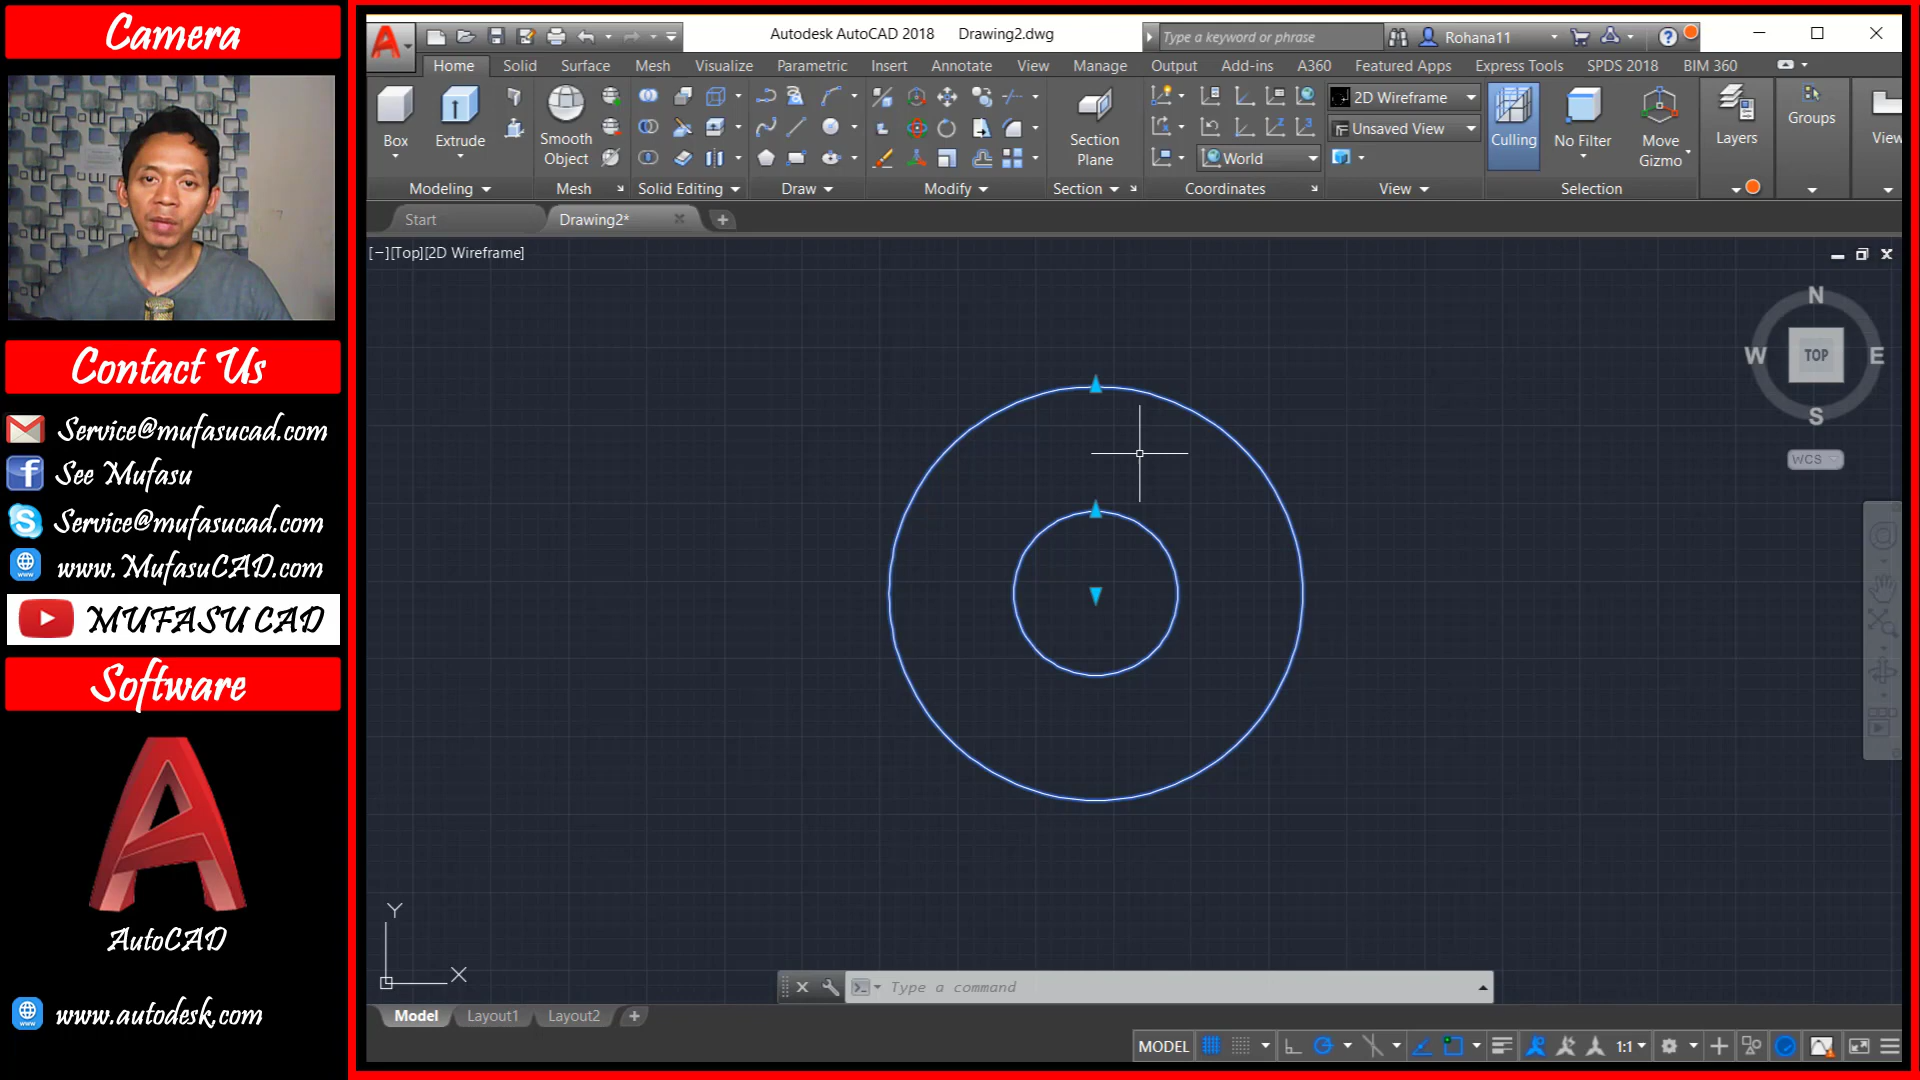 Camera
Contact Us
Service@mufasucad.com
See Mufasu
Service@mufasucad.com
www.MufasuCAD.com
MUFASU CAD
Software
AutoCAD
www.autodesk.com
Autodesk AutoCAD 2018 Drawing2.dwg
Type a keyword or phrase
Rohana11
Home Solid Surface Mesh Visualize Parametric Insert Annotate View Manage Output Add-ins A360 Featured Apps Express Tools SPDS 2018 BIM 360
Box
Extrude
Smooth
Object
Section
Plane
2D Wireframe
Unsaved View
World
Culling
No Filter
Move
Gizmo
Layers
Groups
View
Modeling Mesh Solid Editing Draw Modify Section Coordinates View Selection
Start Drawing2*
[−][Top][2D Wireframe]
N
W TOP E
S
WCS
Y
X
Type a command
Model Layout1 Layout2
MODEL 1:1